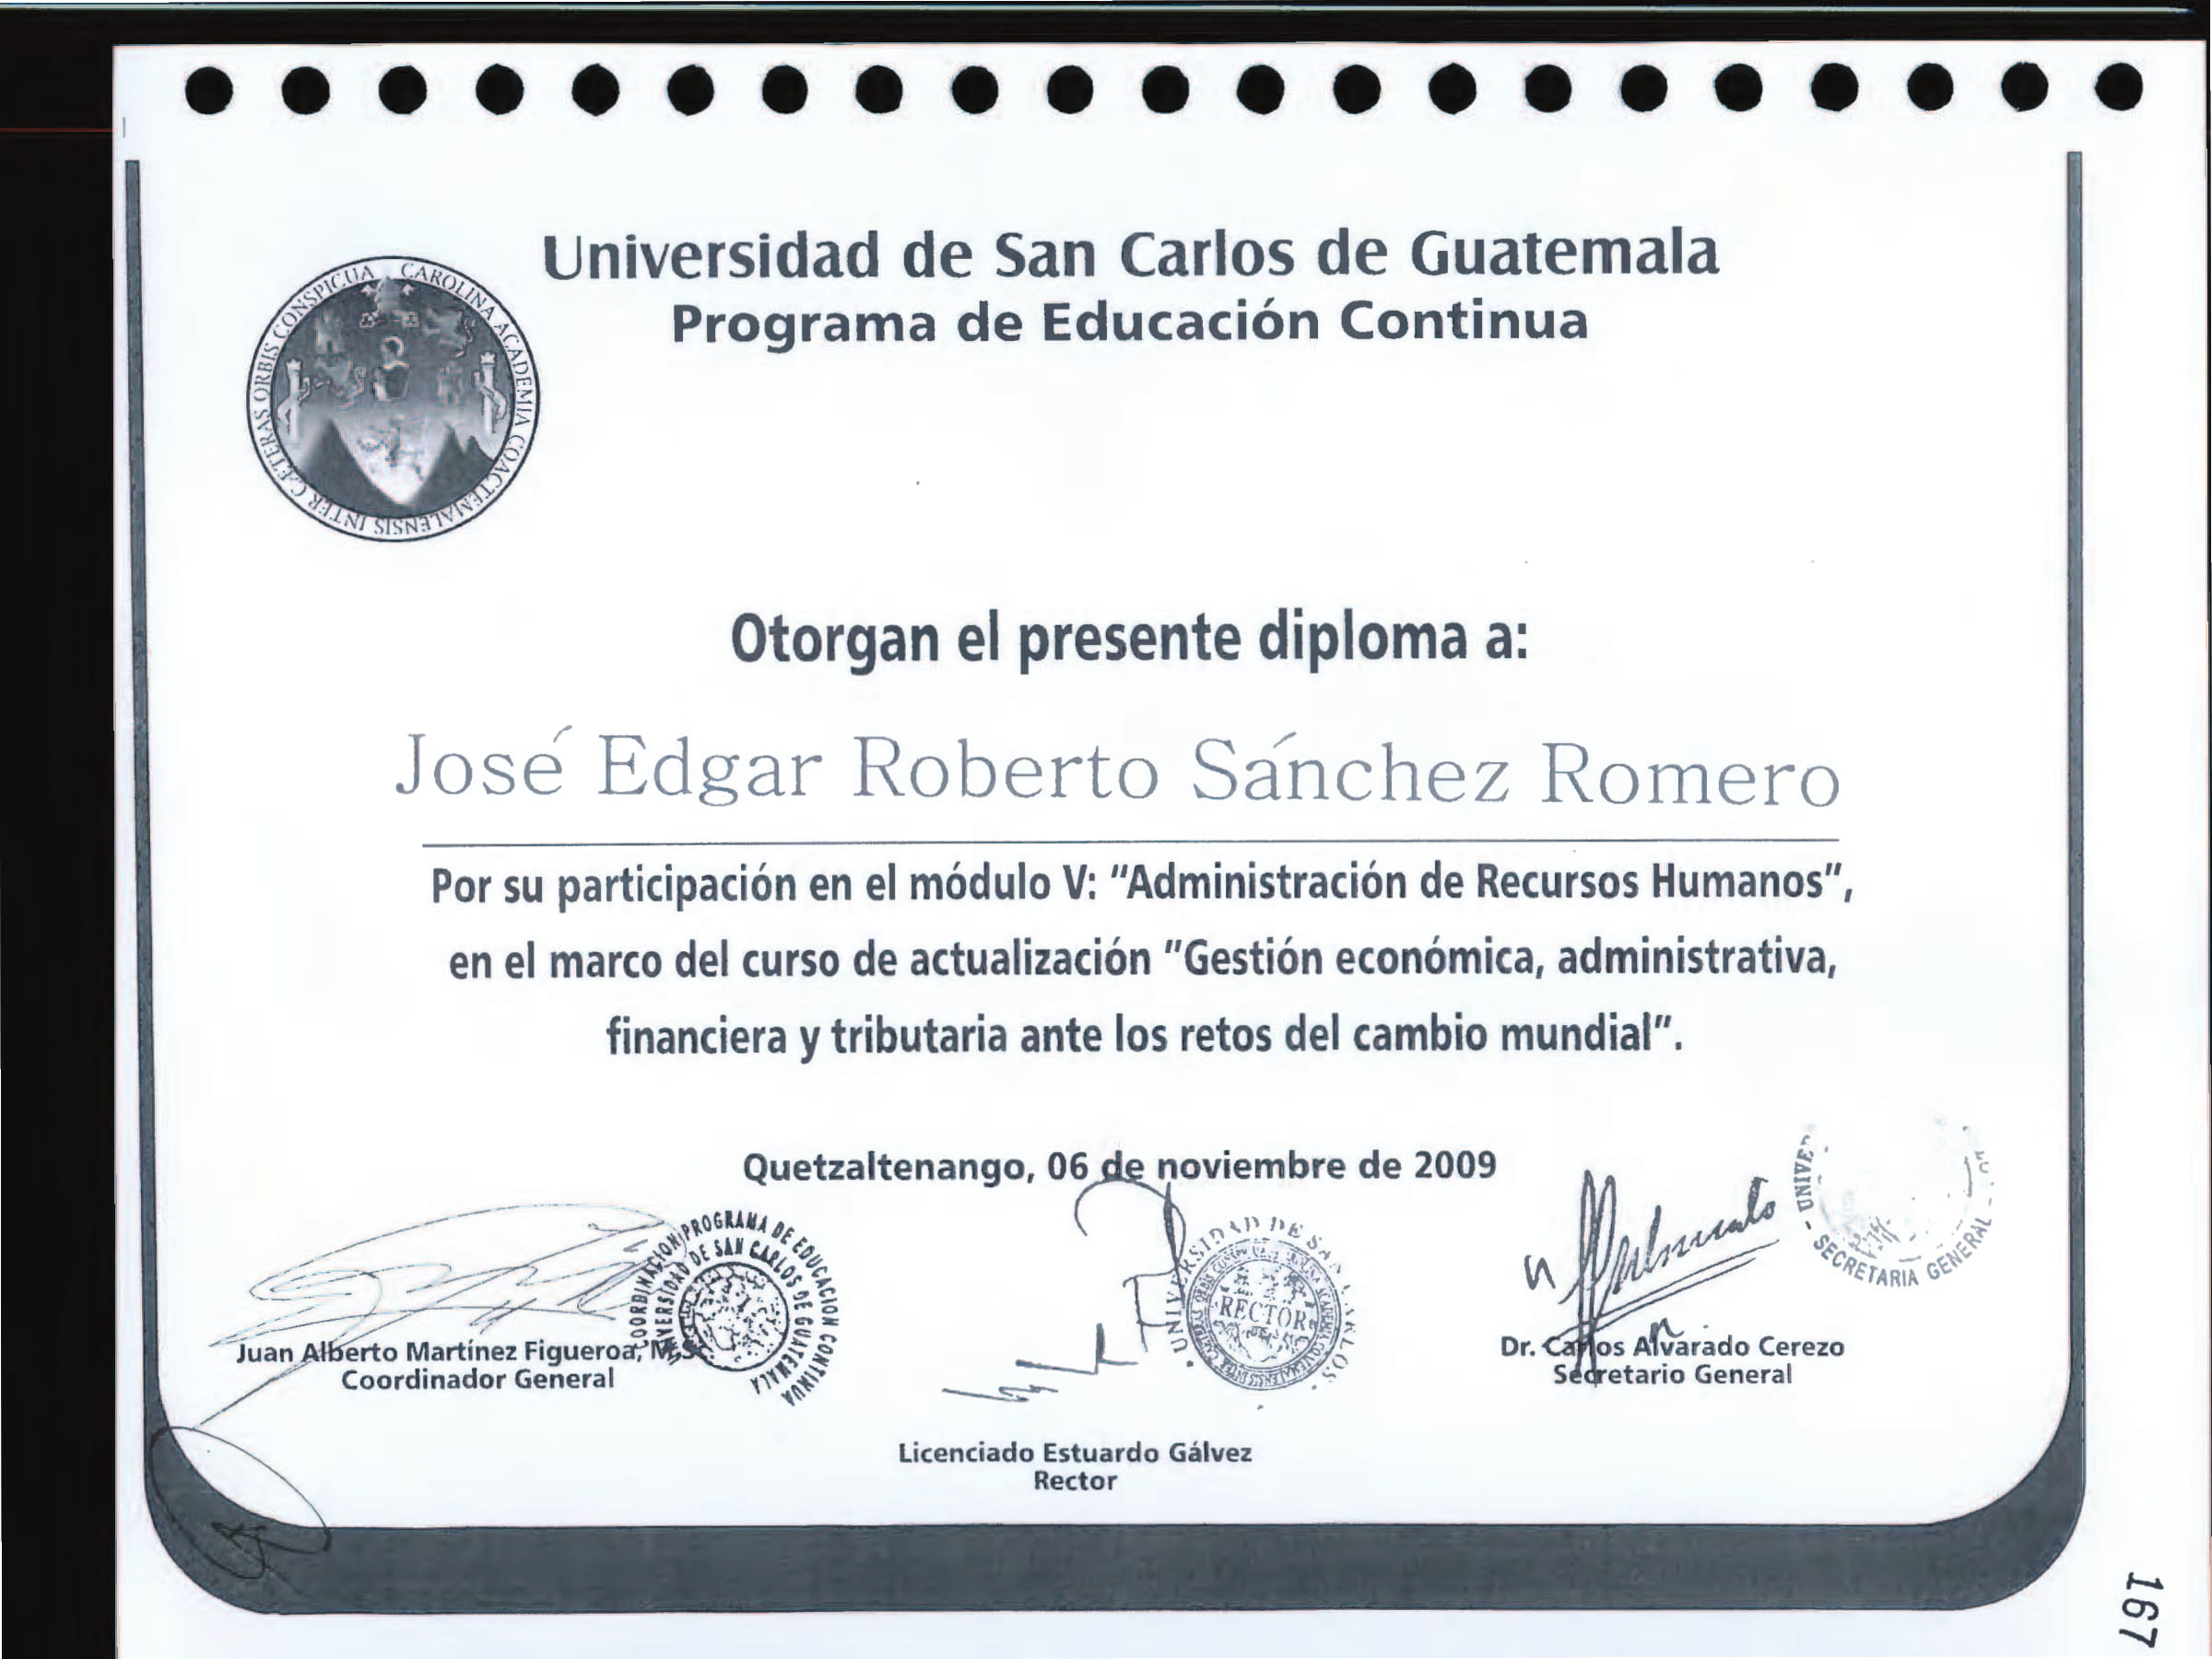 Universidad de San Carlos de Guatemala
Programa de Educación Continua
CAROLINA ACADEMIA COACTEMALENSIS INTER CÆTERAS ORBIS CONSPICUA
Otorgan el presente diploma a:
José Edgar Roberto Sánchez Romero
Por su participación en el módulo V: "Administración de Recursos Humanos",
en el marco del curso de actualización "Gestión económica, administrativa,
financiera y tributaria ante los retos del cambio mundial".
Quetzaltenango, 06 de noviembre de 2009
COORDINACION PROGRAMA DE EDUCACION CONTINUA
UNIVERSIDAD DE SAN CARLOS DE GUATEMALA
Juan Alberto Martínez Figueroa, M.Sc.
Coordinador General
UNIVERSIDAD DE SAN CARLOS
RECTOR
Licenciado Estuardo Gálvez
Rector
SECRETARIA GENERAL
Dr. Carlos Alvarado Cerezo
Secretario General
167